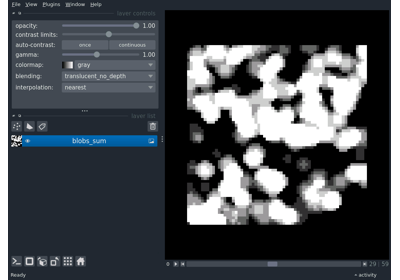 File View Plugins Window Help
layer controls
opacity: 1.00
contrast limits:
auto-contrast: once continuous
gamma: 1.00
colormap: gray
blending: translucent_no_depth
interpolation: nearest
layer list
blobs_sum
29 59
Ready activity